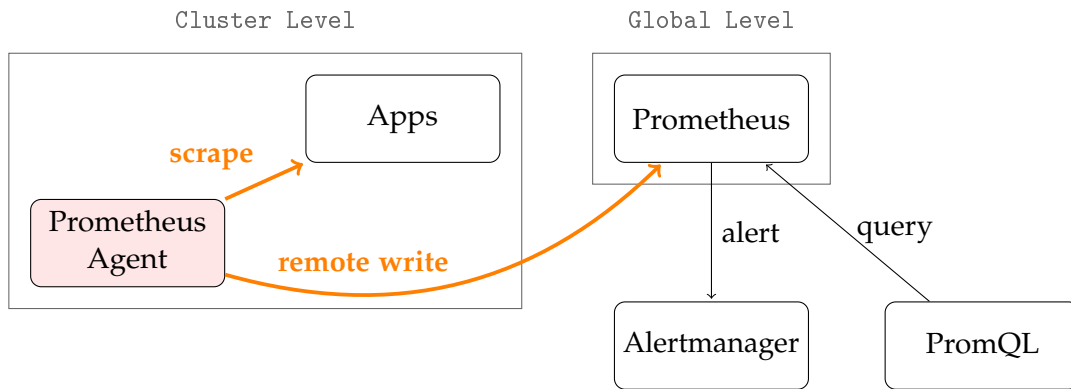 Cluster Level
Global Level
Apps
Prometheus
scrape
Prometheus
Agent
remote write
alert
query
Alertmanager
PromQL